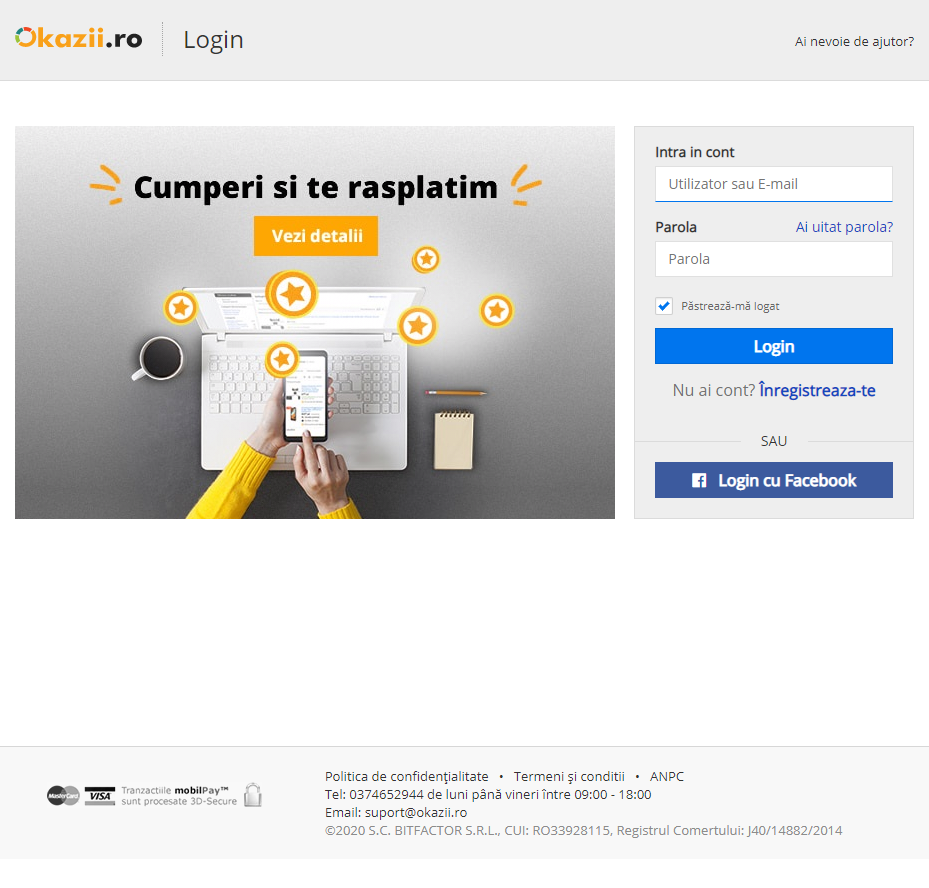 Okazii.ro
Login
Ai nevoie de ajutor?
Cumperi si te rasplatim
Vezi detalii
Intra in cont
Utilizator sau E-mail
Parola
Ai uitat parola?
Parola
Păstrează-mă logat
Login
Nu ai cont? Înregistreaza-te
SAU
Login cu Facebook
MasterCard
VISA
Tranzactiile mobilPay™
sunt procesate 3D-Secure
Politica de confidențialitate • Termeni și conditii • ANPC
Tel: 0374652944 de luni până vineri între 09:00 - 18:00
Email: suport@okazii.ro
©2020 S.C. BITFACTOR S.R.L., CUI: RO33928115, Registrul Comertului: J40/14882/2014